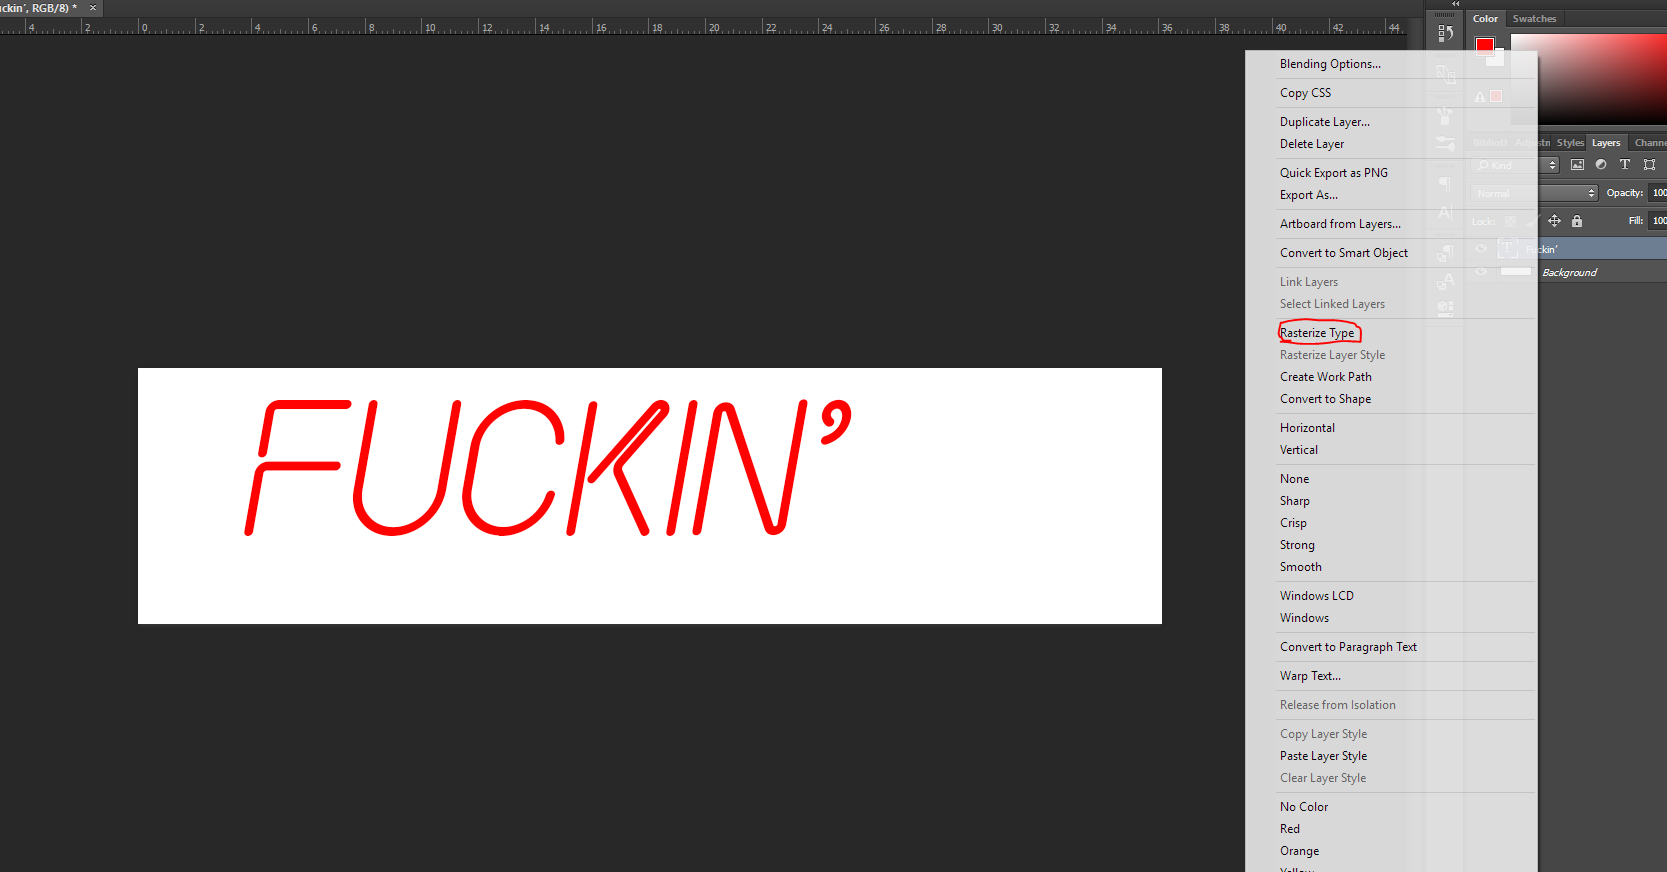 uckin', RGB/8) * ×
4 2 0 2 4 6 8 10 12 14 16 18 20 22 24 26 28 30 32 34 36 38 40 42 44
Color Swatches
Blending Options...
Copy CSS
Duplicate Layer...
Delete Layer
Styles Layers Channe
Quick Export as PNG
Kind
Export As...
Normal Opacity: 100
Artboard from Layers...
Lock: Fill: 100
Convert to Smart Object
Fuckin'
Background
Link Layers
Select Linked Layers
Rasterize Type
Rasterize Layer Style
Create Work Path
Convert to Shape
FUCKIN’
Horizontal
Vertical
None
Sharp
Crisp
Strong
Smooth
Windows LCD
Windows
Convert to Paragraph Text
Warp Text...
Release from Isolation
Copy Layer Style
Paste Layer Style
Clear Layer Style
No Color
Red
Orange